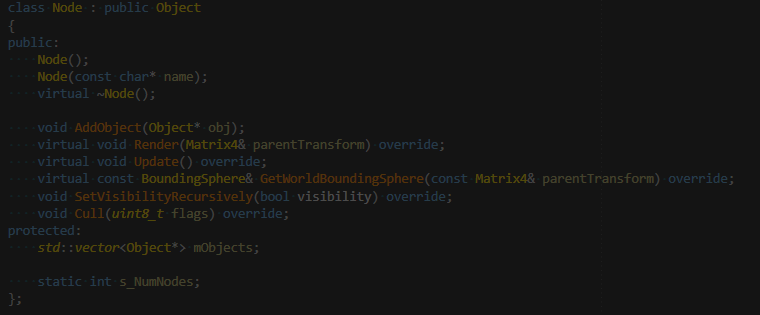 class Node : public Object
{
public:
    Node();
    Node(const char* name);
    virtual ~Node();

    void AddObject(Object* obj);
    virtual void Render(Matrix4& parentTransform) override;
    virtual void Update() override;
    virtual const BoundingSphere& GetWorldBoundingSphere(const Matrix4& parentTransform) override;
    void SetVisibilityRecursively(bool visibility) override;
    void Cull(uint8_t flags) override;
protected:
    std::vector<Object*> mObjects;

    static int s_NumNodes;
};